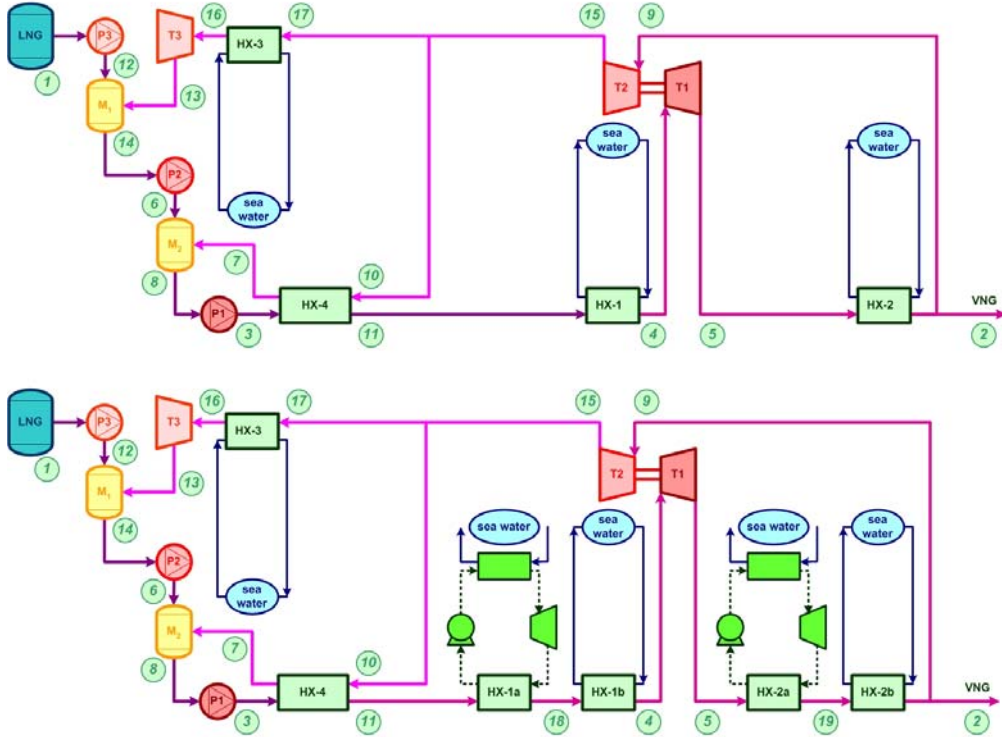 15
9
16
17
LNG
P3
T3
HX-3
1
12
T2
T1
M1
13
14
sea
water
sea
water
P2
6
sea
water
M2
7
10
8
HX-4
HX-1
HX-2
VNG
P1
3
11
4
5
2
15
9
16
17
LNG
P3
T3
HX-3
1
12
T2
T1
M1
13
14
sea water
sea
water
sea water
sea
water
P2
6
sea
water
M2
7
10
8
HX-4
HX-1a
HX-1b
HX-2a
HX-2b
VNG
P1
3
11
18
4
5
19
2